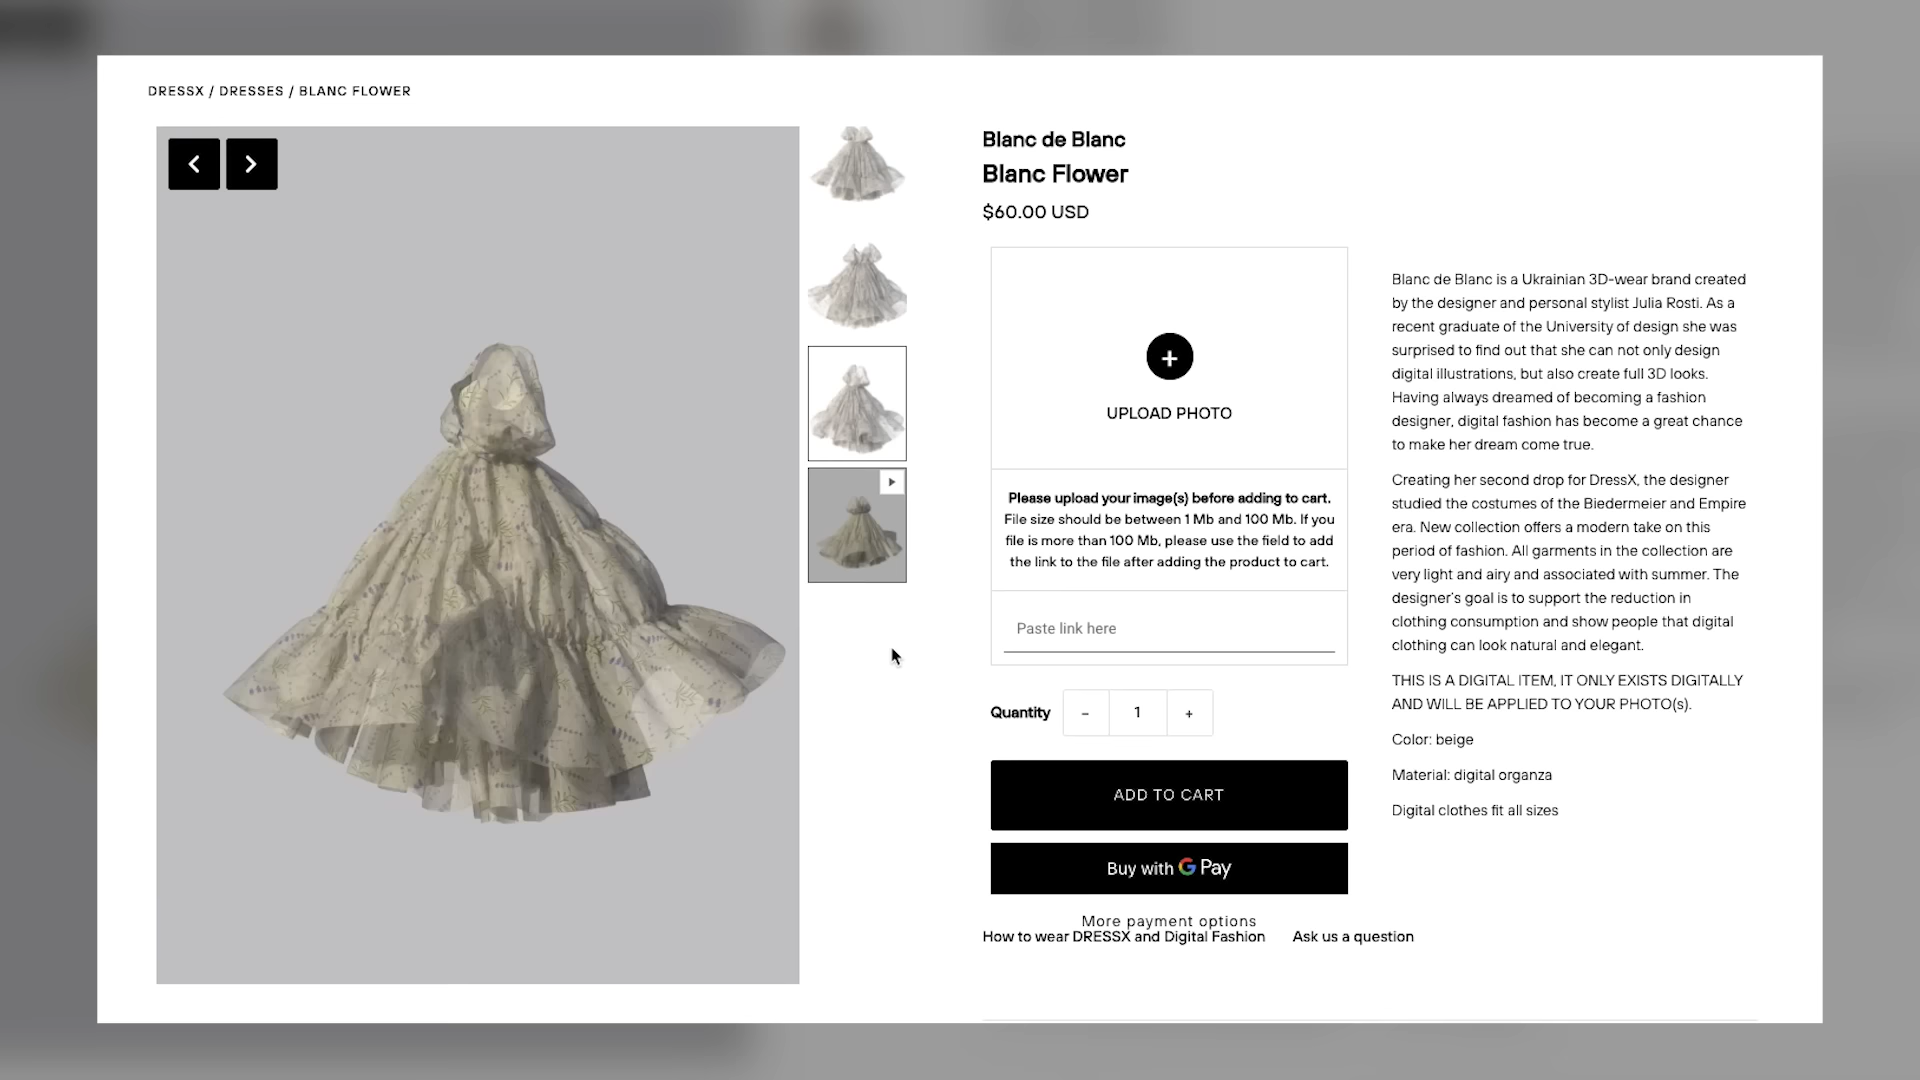 DRESSX / DRESSES / BLANC FLOWER
Blanc de Blanc
Blanc Flower
$60.00 USD
+
UPLOAD PHOTO
Please upload your image(s) before adding to cart.
File size should be between 1 Mb and 100 Mb. If you
file is more than 100 Mb, please use the field to add
the link to the file after adding the product to cart.
Paste link here
Quantity - 1 +
ADD TO CART
Buy with G Pay
More payment options
How to wear DRESSX and Digital Fashion Ask us a question
Blanc de Blanc is a Ukrainian 3D-wear brand created
by the designer and personal stylist Julia Rosti. As a
recent graduate of the University of design she was
surprised to find out that she can not only design
digital illustrations, but also create full 3D looks.
Having always dreamed of becoming a fashion
designer, digital fashion has become a great chance
to make her dream come true.
Creating her second drop for DressX, the designer
studied the costumes of the Biedermeier and Empire
era. New collection offers a modern take on this
period of fashion. All garments in the collection are
very light and airy and associated with summer. The
designer's goal is to support the reduction in
clothing consumption and show people that digital
clothing can look natural and elegant.
THIS IS A DIGITAL ITEM, IT ONLY EXISTS DIGITALLY
AND WILL BE APPLIED TO YOUR PHOTO(s).
Color: beige
Material: digital organza
Digital clothes fit all sizes